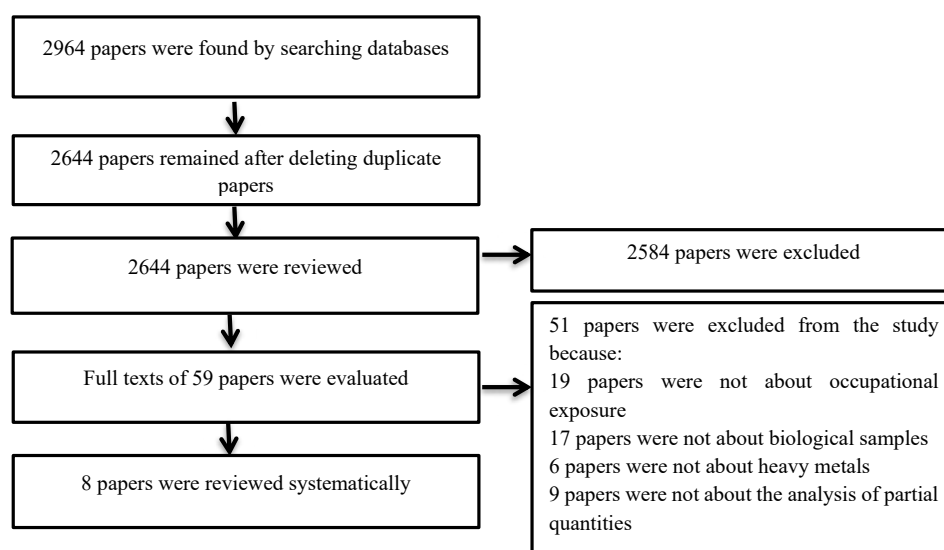 2964 papers were found by searching databases
2644 papers remained after deleting duplicate
papers
2644 papers were reviewed
2584 papers were excluded
Full texts of 59 papers were evaluated
51 papers were excluded from the study
because:
19 papers were not about occupational
exposure
17 papers were not about biological samples
6 papers were not about heavy metals
9 papers were not about the analysis of partial
quantities
8 papers were reviewed systematically